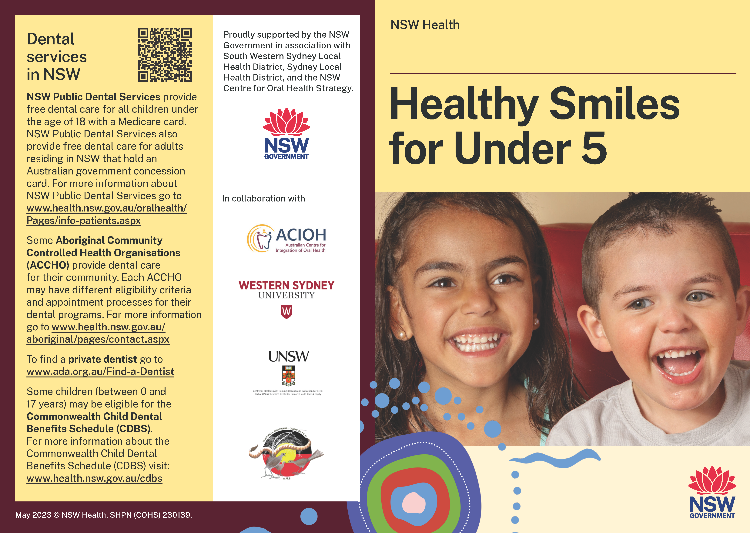 Dental
services
in NSW
NSW Public Dental Services provide
free dental care for all children under
the age of 18 with a Medicare card.
NSW Public Dental Services also
provide free dental care for adults
residing in NSW that hold an
Australian government concession
card. For more information about
NSW Public Dental Services go to
www.health.nsw.gov.au/oralhealth/
Pages/info-patients.aspx
Some Aboriginal Community
Controlled Health Organisations
(ACCHO) provide dental care
for their community. Each ACCHO
may have different eligibility criteria
and appointment processes for their
dental programs. For more information
go to www.health.nsw.gov.au/
aboriginal/pages/contact.aspx
To find a private dentist go to
www.ada.org.au/Find-a-Dentist
Some children (between 0 and
17 years) may be eligible for the
Commonwealth Child Dental
Benefits Schedule (CDBS).
For more information about the
Commonwealth Child Dental
Benefits Schedule (CDBS) visit:
www.health.nsw.gov.au/cdbs
May 2023 © NSW Health. SHPN (COHS) 230139.
Proudly supported by the NSW
Government in association with
South Western Sydney Local
Health District, Sydney Local
Health District, and the NSW
Centre for Oral Health Strategy.
NSW
GOVERNMENT
In collaboration with
ACIOH
Australian Centre for
Integration of Oral Health
WESTERN SYDNEY
UNIVERSITY
W
UNSW
NSW Health
Healthy Smiles
for Under 5
NSW
GOVERNMENT